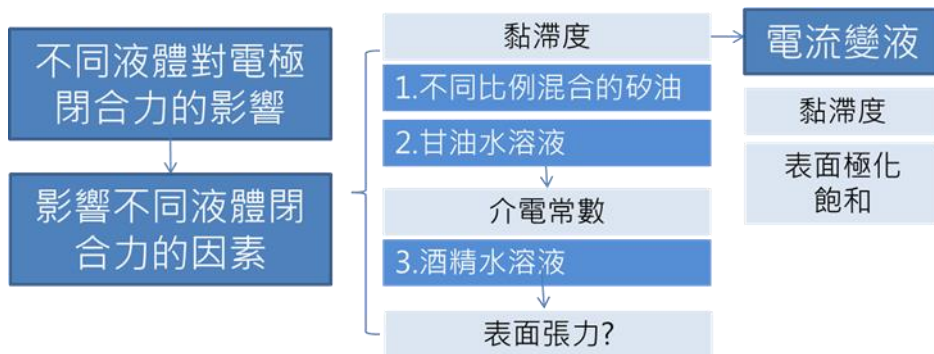 不同液體對電極
閉合力的影響
影響不同液體閉
合力的因素
黏滯度
1.不同比例混合的矽油
2.甘油水溶液
介電常數
3.酒精水溶液
表面張力?
電流變液
黏滯度
表面極化
飽和